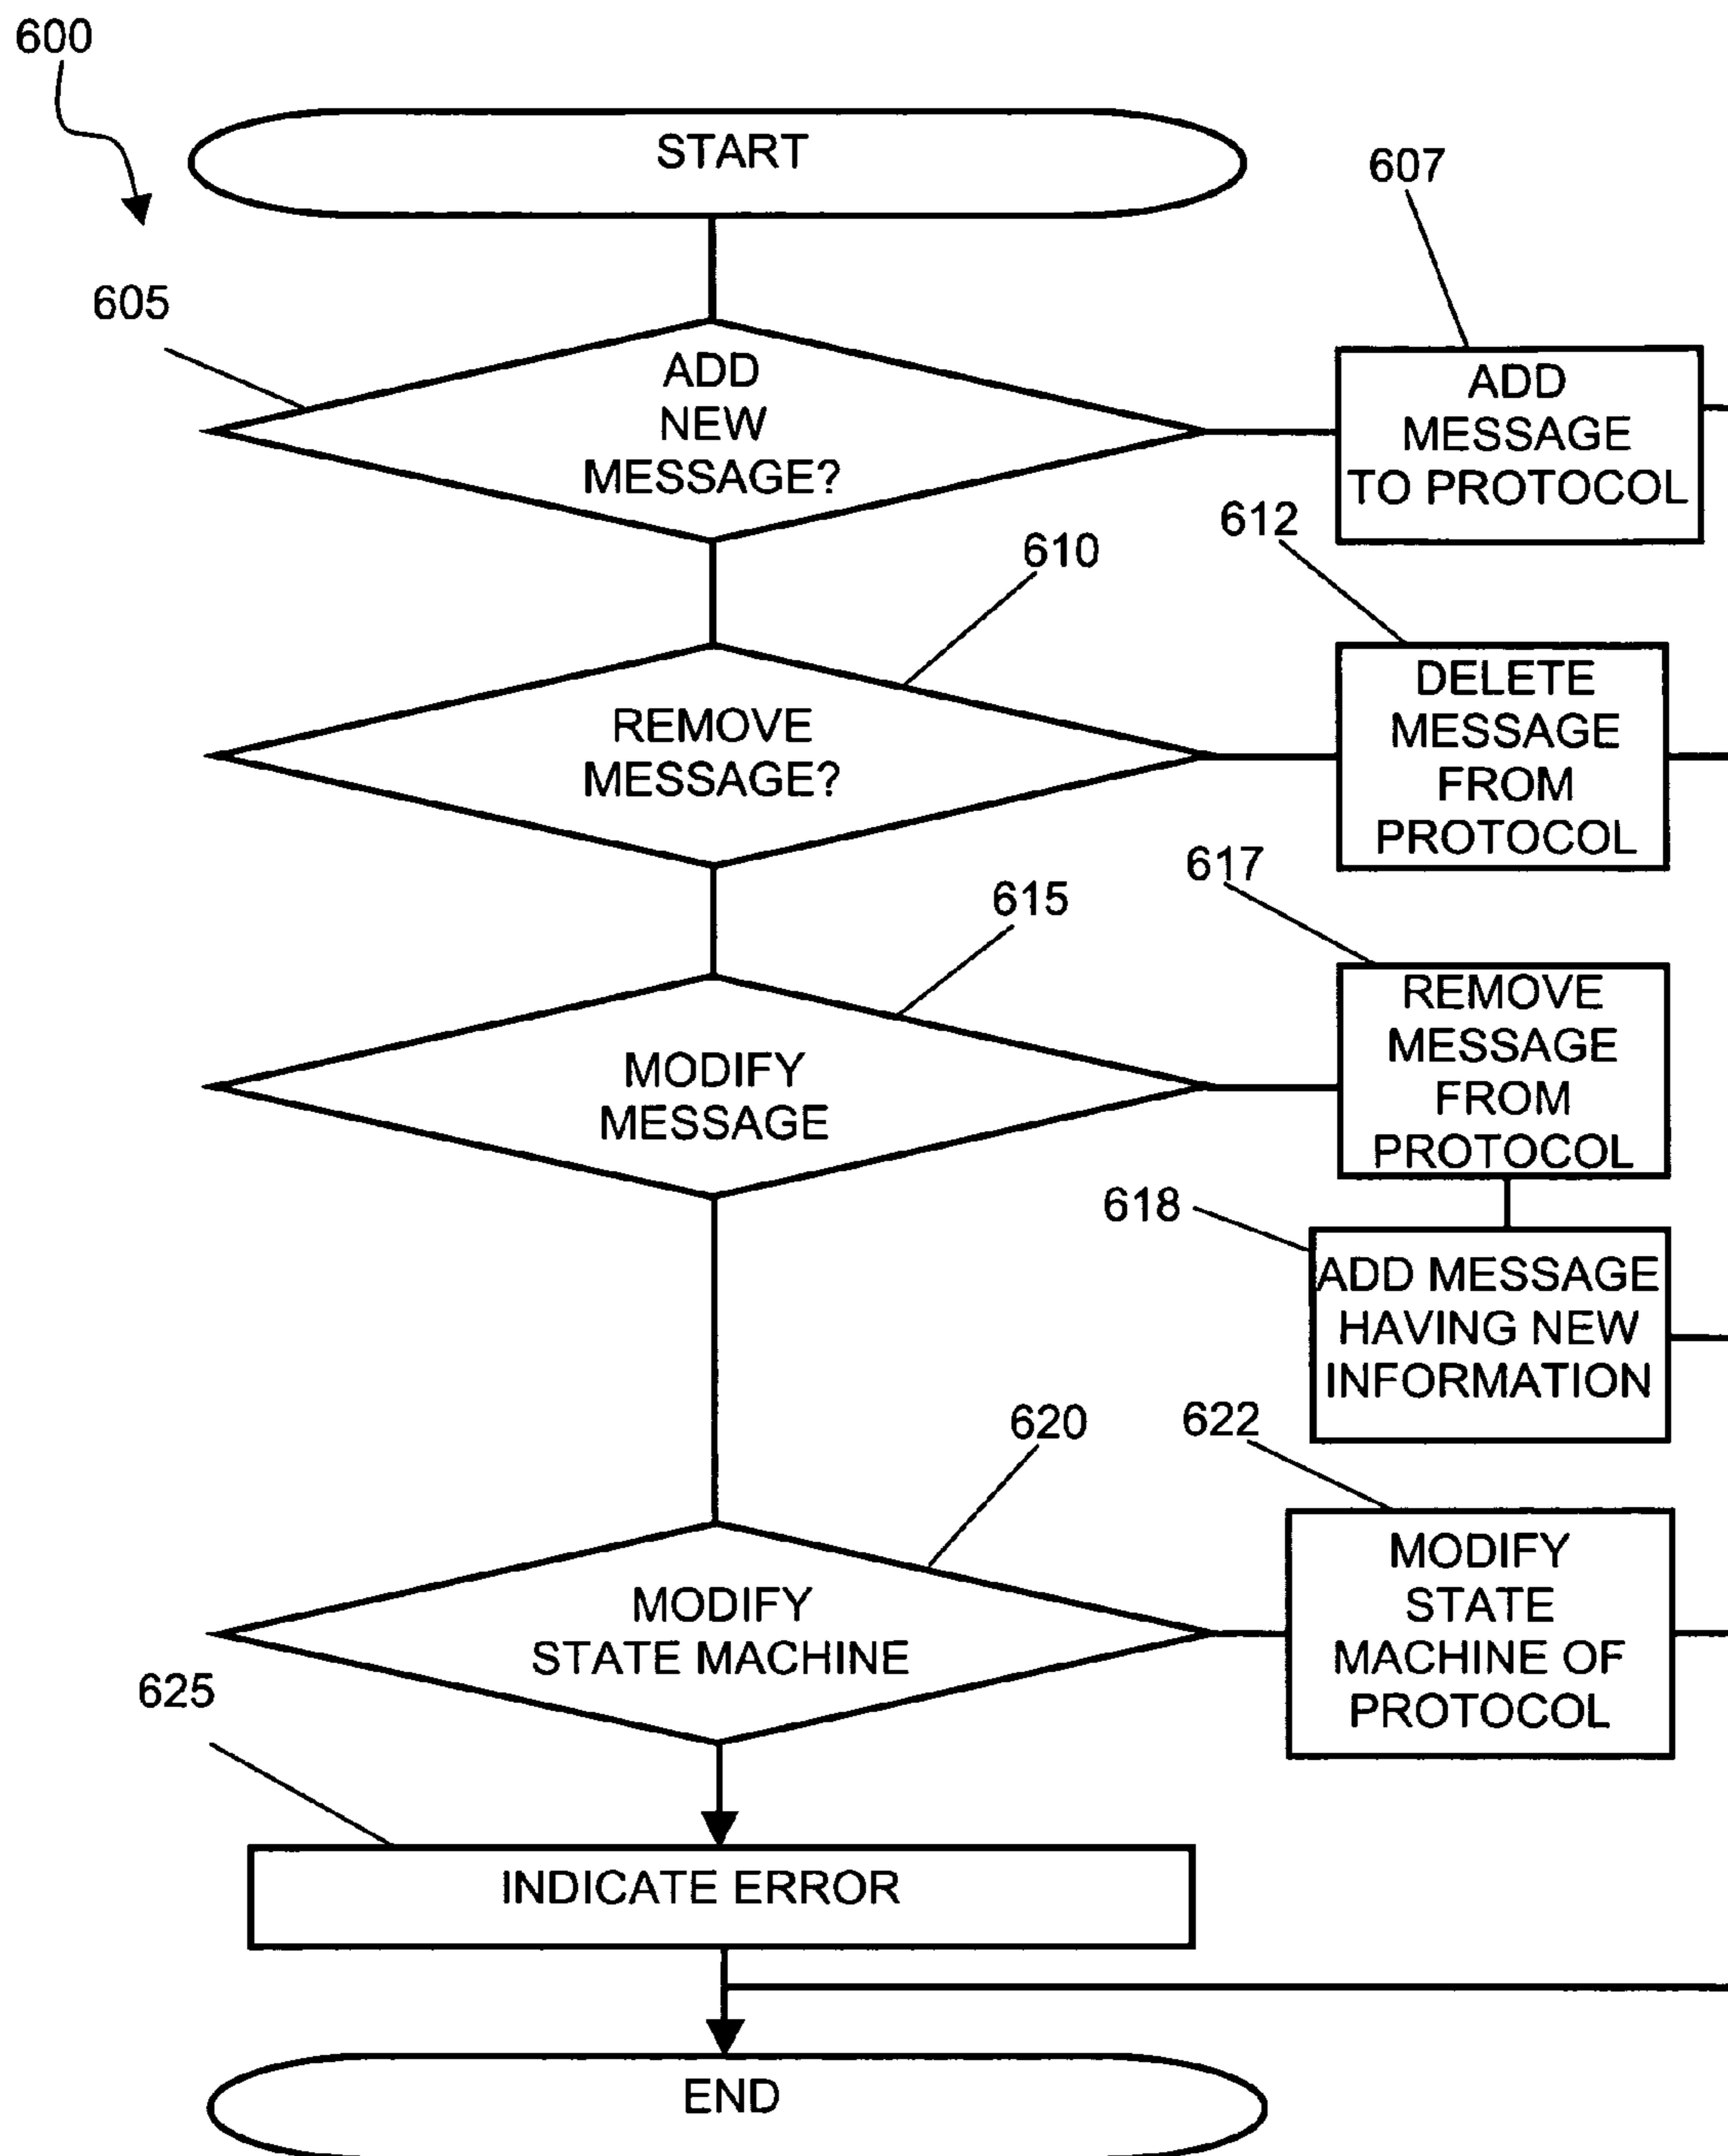 600
START
607
605
ADD
NEW
MESSAGE?
ADD
MESSAGE
TO PROTOCOL
612
610
REMOVE
MESSAGE?
DELETE
MESSAGE
FROM
PROTOCOL
617
615
MODIFY
MESSAGE
REMOVE
MESSAGE
FROM
PROTOCOL
618
ADD MESSAGE
HAVING NEW
INFORMATION
620
622
MODIFY
STATE MACHINE
MODIFY
STATE
MACHINE OF
PROTOCOL
625
INDICATE ERROR
END